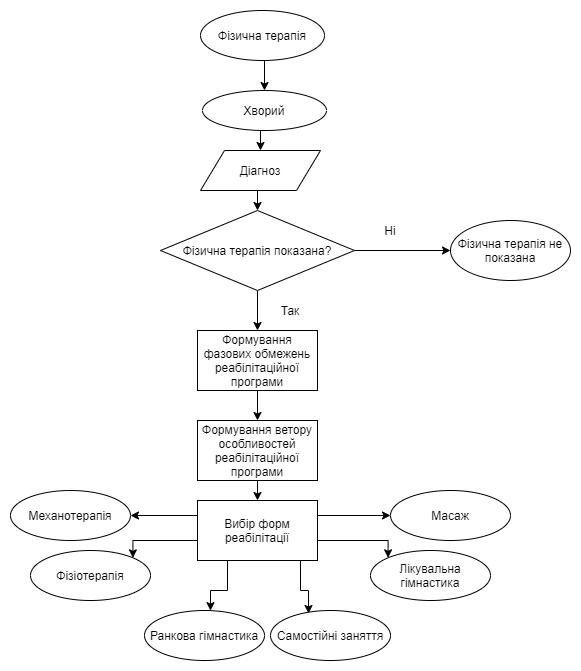 Фізична терапія
Хворий
Діагноз
Фізична терапія показана?
Ні
Фізична терапія не
показана
Так
Формування
фазових обмежень
реабілітаційної
програми
Формування ветору
особливостей
реабілітаційної
програми
Вибір форм
реабілітації
Механотерапія
Масаж
Фізіотерапія
Лікувальна
гімнастика
Ранкова гімнастика
Самостійні заняття